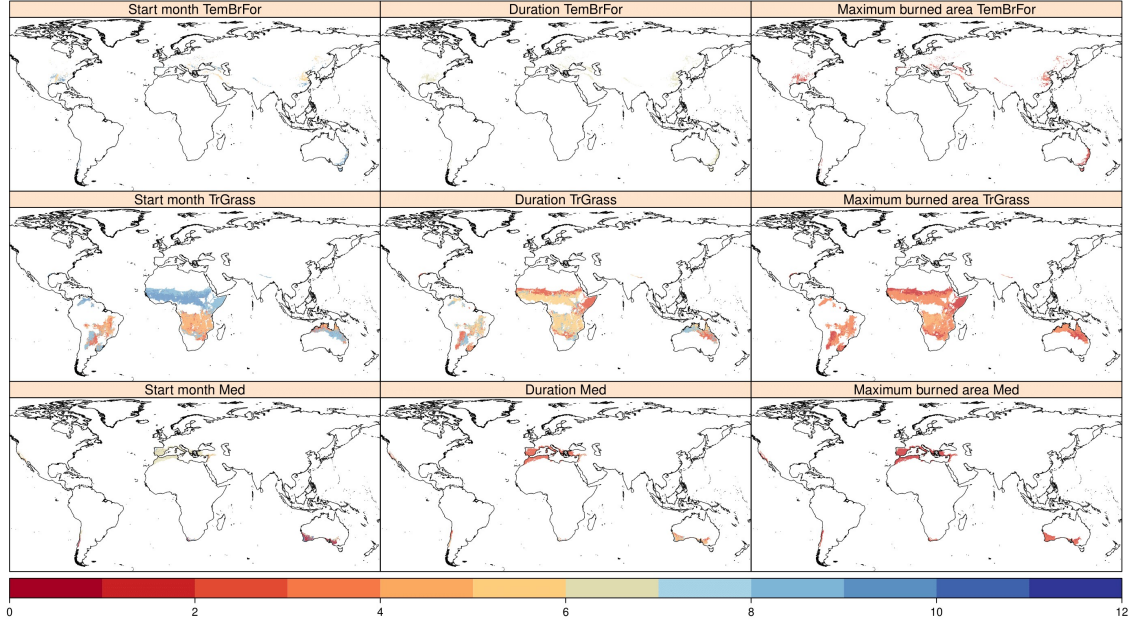 Start month TemBrFor
Duration TemBrFor
Maximum burned area TemBrFor
Start month TrGrass
Duration TrGrass
Maximum burned area TrGrass
Start month Med
Duration Med
Maximum burned area Med
0 2 4 6 8 10 12